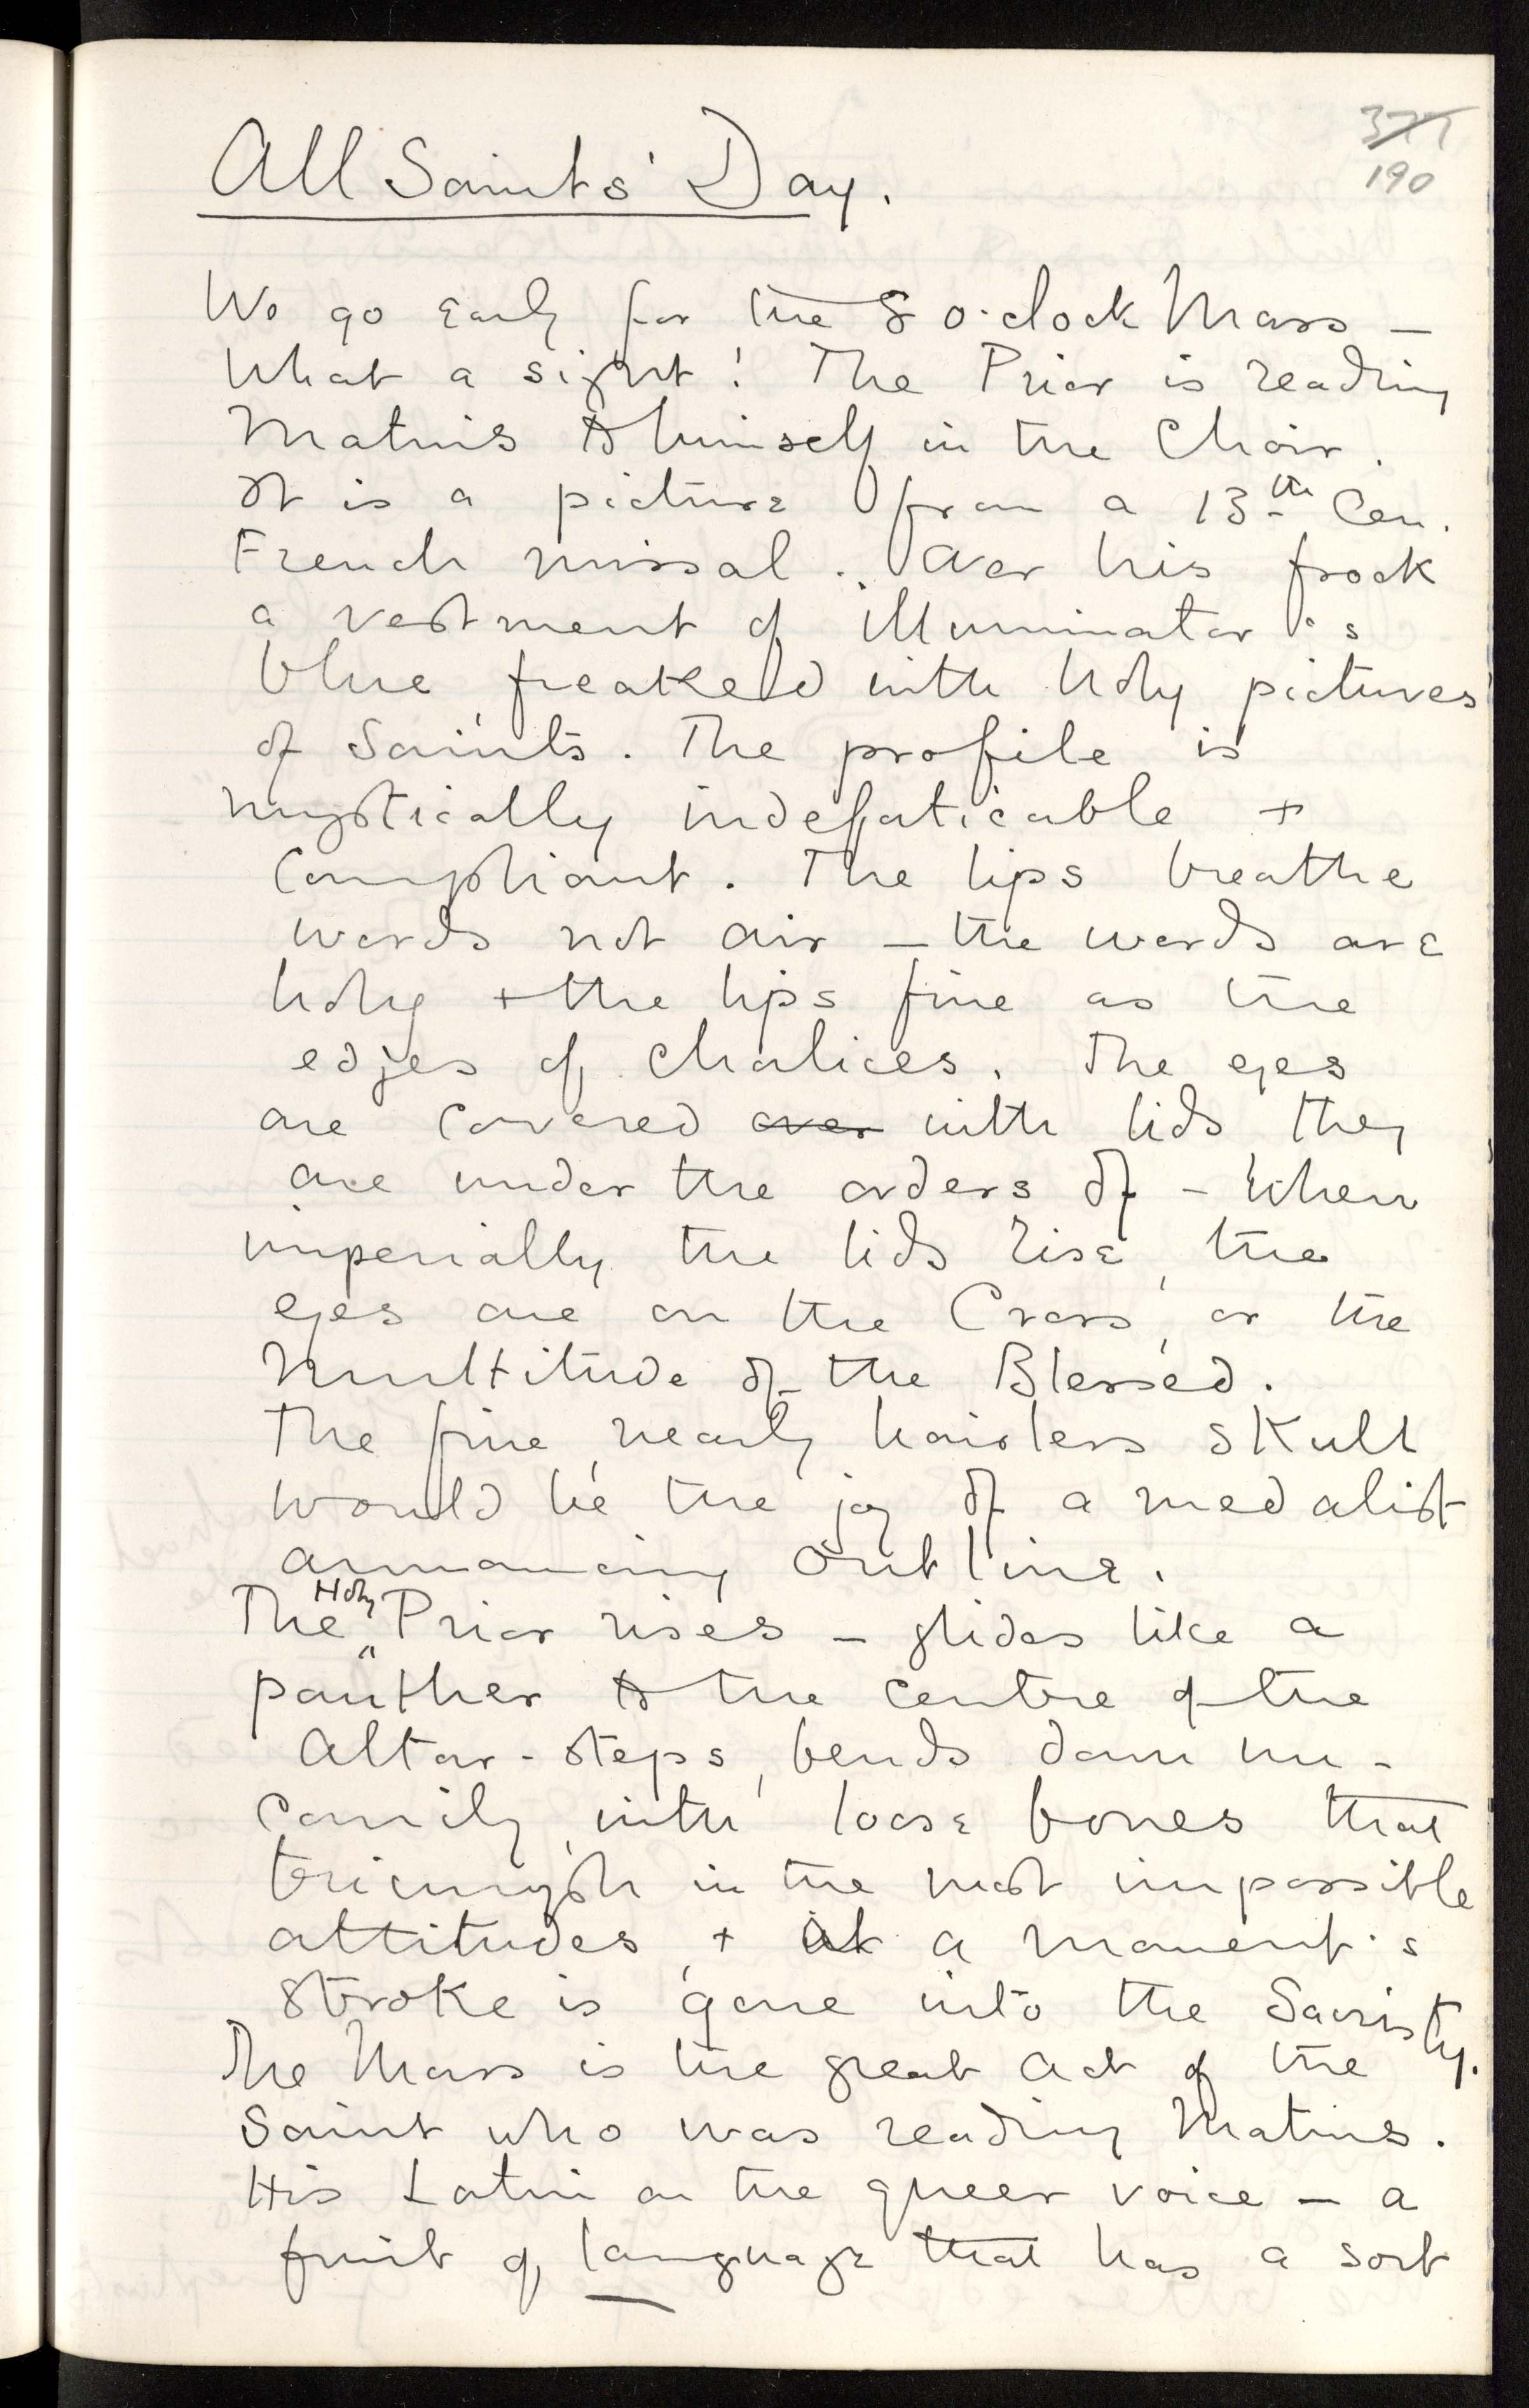 All Saints' Day.
377
190
We go early for the 8 o'clock Mass —
What a sight! The Prior is reading
Matins to himself in the Choir.
It is a picture from a 13th Cen.
French missal. Over his frock
a vestment of illuminator's
blue freaked with holy pictures
of Saints. The profile is
mystically indefaticable +
compliant. The lips breathe
words not air — the words are
holy + the lips fine as the
edges of chalices. The eyes
are covered over with lids they
are under the orders of — When
imperially the lids rise, the
eyes are on the Cross, or the
Multitude of the Blessed.
The fine, nearly hairless skull
would be the joy of a medalist
announcing outline.
The Holy Prior rises — glides like a
panther to the centre of the
Altar-steps, bends down un-
cannily, with loose bones that
triumph in the most impossible
attitudes, + at a moment's
stroke is gone into the Sacristy.
The Mass is the great act of the
Saint who was reading Matins.
His Latin on the queer voice — a
fruit of language that has a sort